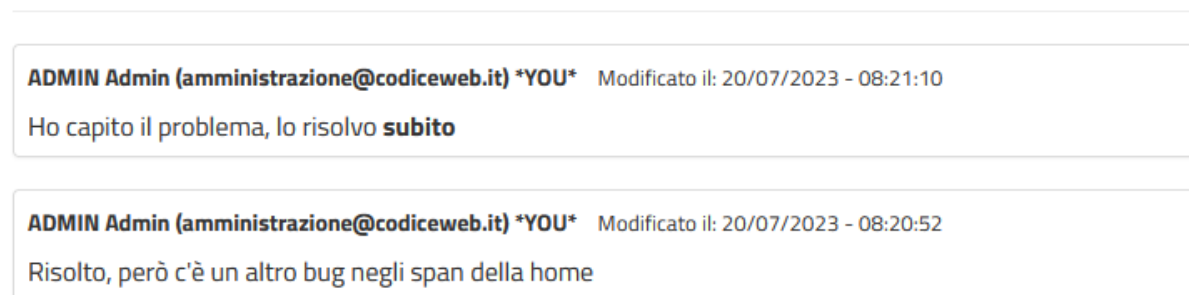 ADMIN Admin (amministrazione@codiceweb.it) *YOU* Modificato il: 20/07/2023 - 08:21:10
Ho capito il problema, lo risolvo subito
ADMIN Admin (amministrazione@codiceweb.it) *YOU* Modificato il: 20/07/2023 - 08:20:52
Risolto, però c'è un altro bug negli span della home